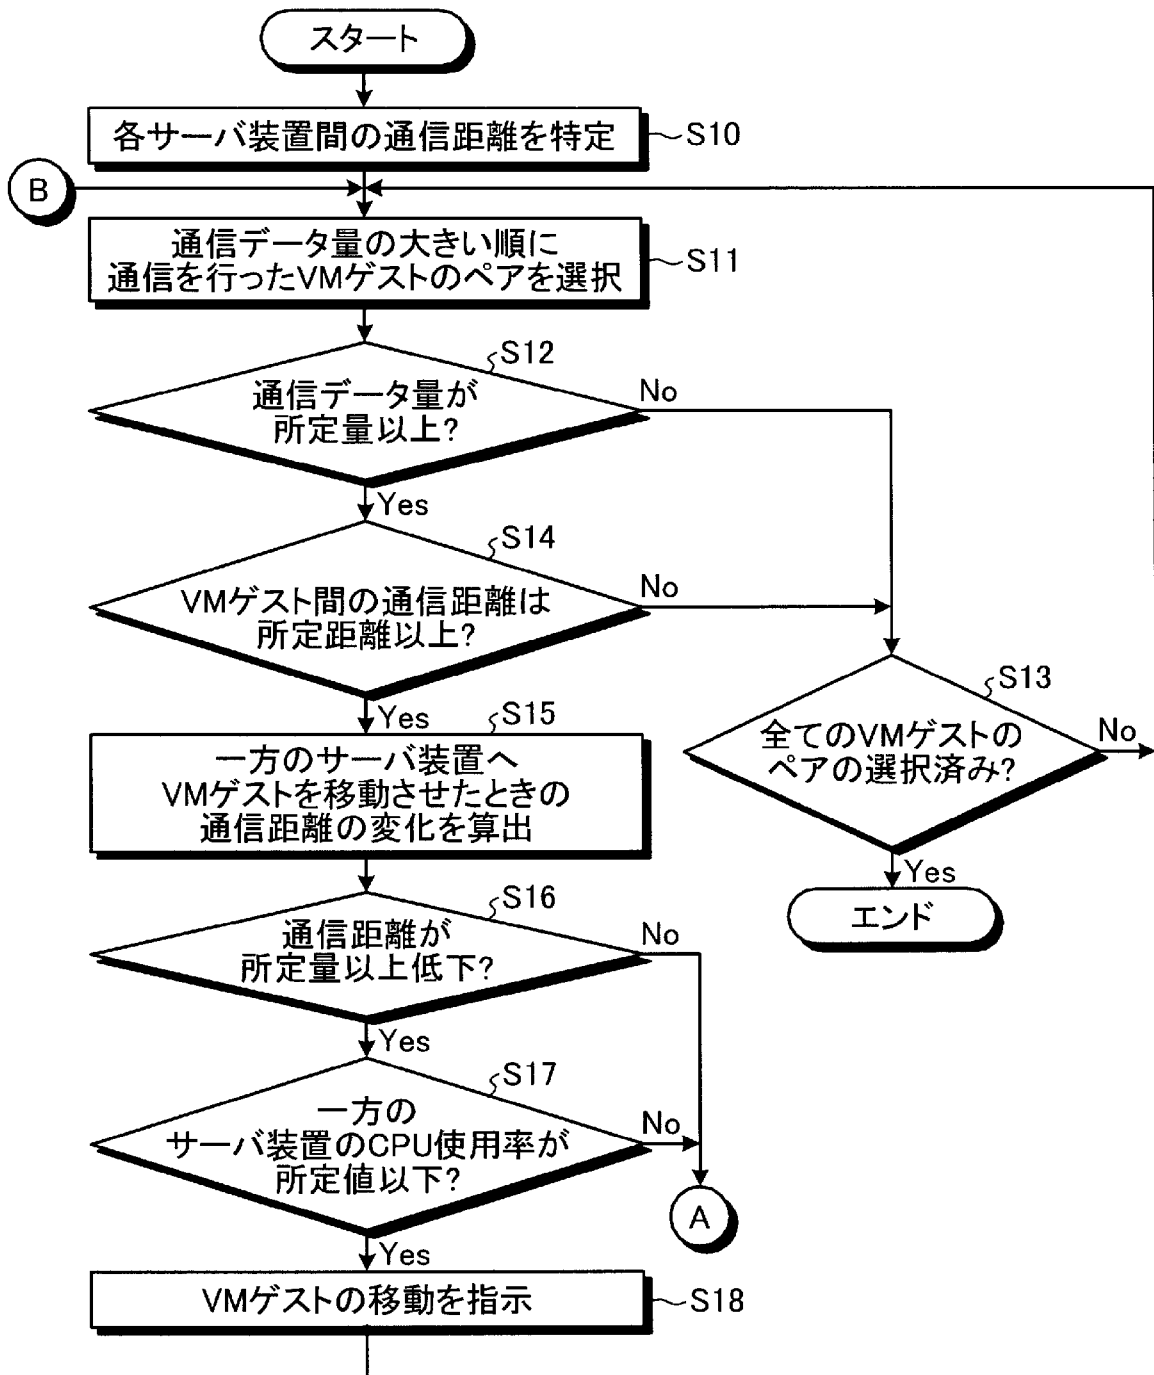 スタート
各サーバ装置間の通信距離を特定
S10
B
通信データ量の大きい順に
通信を行ったVMゲストのペアを選択
S11
S12
通信データ量が
所定量以上?
No
Yes
S14
VMゲスト間の通信距離は
所定距離以上?
No
Yes
S13
全てのVMゲストの
ペアの選択済み?
No
Yes
エンド
S15
一方のサーバ装置へ
VMゲストを移動させたときの
通信距離の変化を算出
S16
通信距離が
所定量以上低下?
No
Yes
S17
一方の
サーバ装置のCPU使用率が
所定値以下?
No
A
Yes
VMゲストの移動を指示
S18